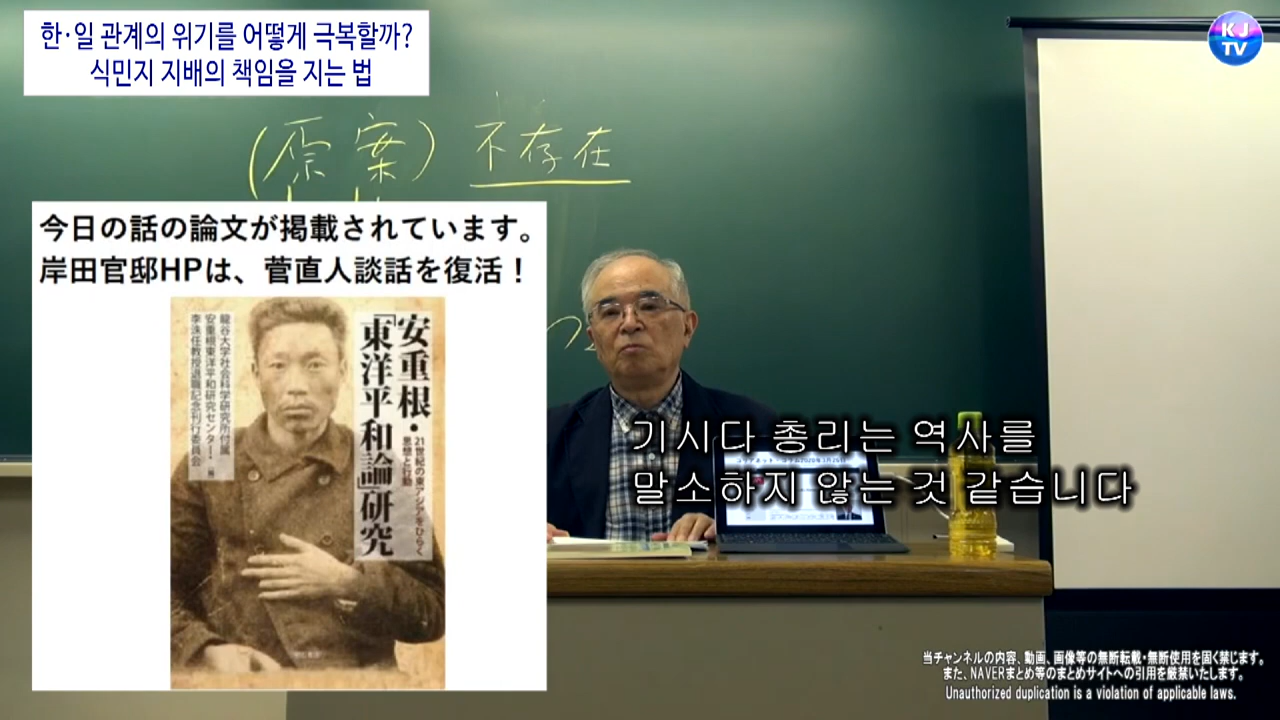 한·일 관계의 위기를 어떻게 극복할까?
식민지 지배의 책임을 지는 법
KJ
TV
(原案) 不存在
今日の話の論文が掲載されています。
岸田官邸HPは、菅直人談話を復活！
安重根・
「東洋平和論」研究
21世紀の東アジアをひらく
思想と行動
龍谷大学社会科学研究所付属
安重根東洋平和研究センター・
李洙任教授退職記念刊行委員会
기시다 총리는 역사를
말소하지 않는 것 같습니다
当チャンネルの内容、動画、画像等の無断転載・無断使用を固く禁じます。
また、NAVERまとめ等のまとめサイトへの引用を厳禁いたします。
Unauthorized duplication is a violation of applicable laws.